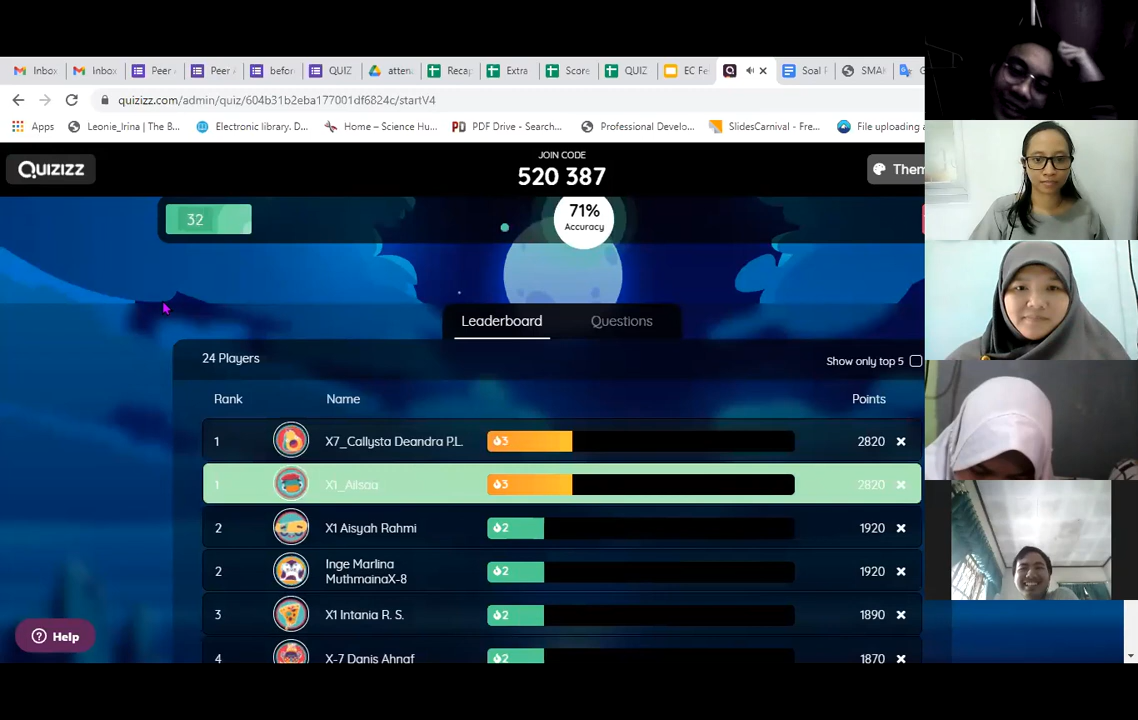 Inbo
Inbox
Peer
Peer
befor
QUIZ
atten
Recap
Extra
Score
QUIZ
EC Fe
Soal
SMA
quizizz.com/admin/quiz/604b31b2eba177001df6824c/startV4
Apps
Leonie_Irina | The B...
Electronic library. D...
Home – Science Hu...
PDF Drive - Search...
Professional Develo...
SlidesCarnival - Fre...
File uploading a
Quizizz
JOIN CODE
520 387
Them
32
71%
Accuracy
Leaderboard
Questions
24 Players
Show only top 5
Rank
Name
Points
1
X7_Callysta Deandra P.L.
3
2820
1
X1_Ailsaa
3
2820
2
X1 Aisyah Rahmi
2
1920
2
Inge Marlina
MuthmainaX-8
2
1920
3
X1 Intania R. S.
2
1890
4
X-7 Danis Ahnaf
2
1870
? Help